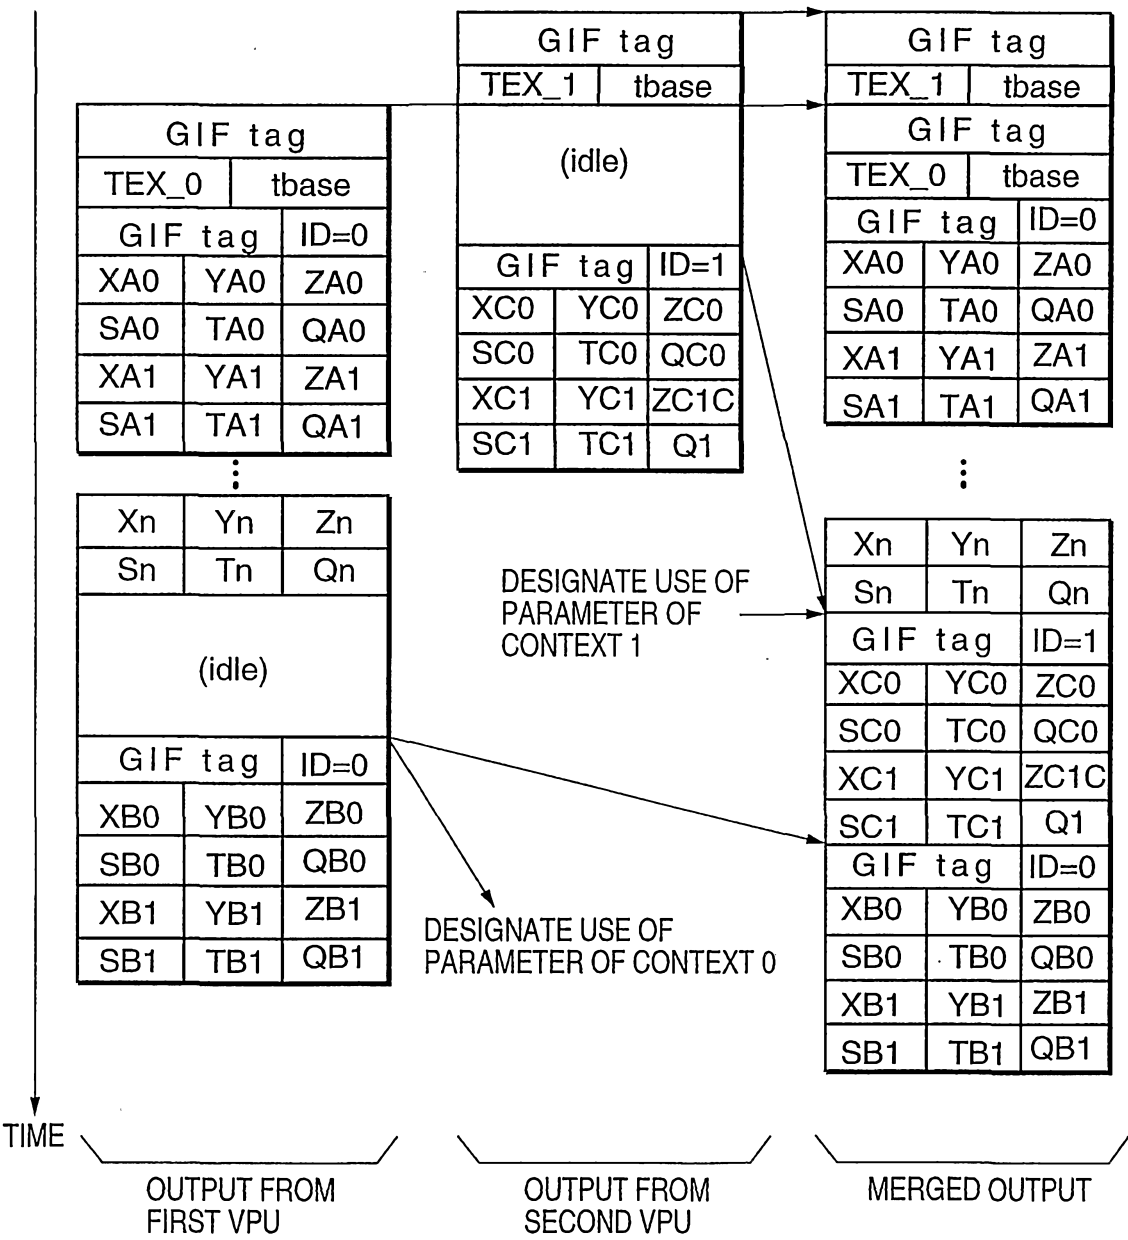 GIF tag
TEX_0 tbase
GIF tag ID=0
XA0 YA0 ZA0
SA0 TA0 QA0
XA1 YA1 ZA1
SA1 TA1 QA1
Xn Yn Zn
Sn Tn Qn
(idle)
GIF tag ID=0
XB0 YB0 ZB0
SB0 TB0 QB0
XB1 YB1 ZB1
SB1 TB1 QB1
GIF tag
TEX_1 tbase
(idle)
GIF tag ID=1
XC0 YC0 ZC0
SC0 TC0 QC0
XC1 YC1 ZC1C
SC1 TC1 Q1
DESIGNATE USE OF
PARAMETER OF
CONTEXT 1
DESIGNATE USE OF
PARAMETER OF CONTEXT 0
GIF tag
TEX_1 tbase
GIF tag
TEX_0 tbase
GIF tag ID=0
XA0 YA0 ZA0
SA0 TA0 QA0
XA1 YA1 ZA1
SA1 TA1 QA1
Xn Yn Zn
Sn Tn Qn
GIF tag ID=1
XC0 YC0 ZC0
SC0 TC0 QC0
XC1 YC1 ZC1C
SC1 TC1 Q1
GIF tag ID=0
XB0 YB0 ZB0
SB0 TB0 QB0
XB1 YB1 ZB1
SB1 TB1 QB1
TIME
OUTPUT FROM
FIRST VPU
OUTPUT FROM
SECOND VPU
MERGED OUTPUT